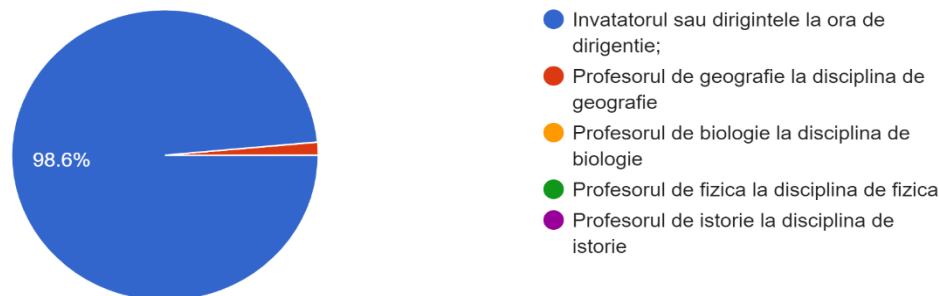 98.6%
Invatatorul sau dirigintele la ora de
dirigentie;
Profesorul de geografie la disciplina de
geografie
Profesorul de biologie la disciplina de
biologie
Profesorul de fizica la disciplina de fizica
Profesorul de istorie la disciplina de
istorie